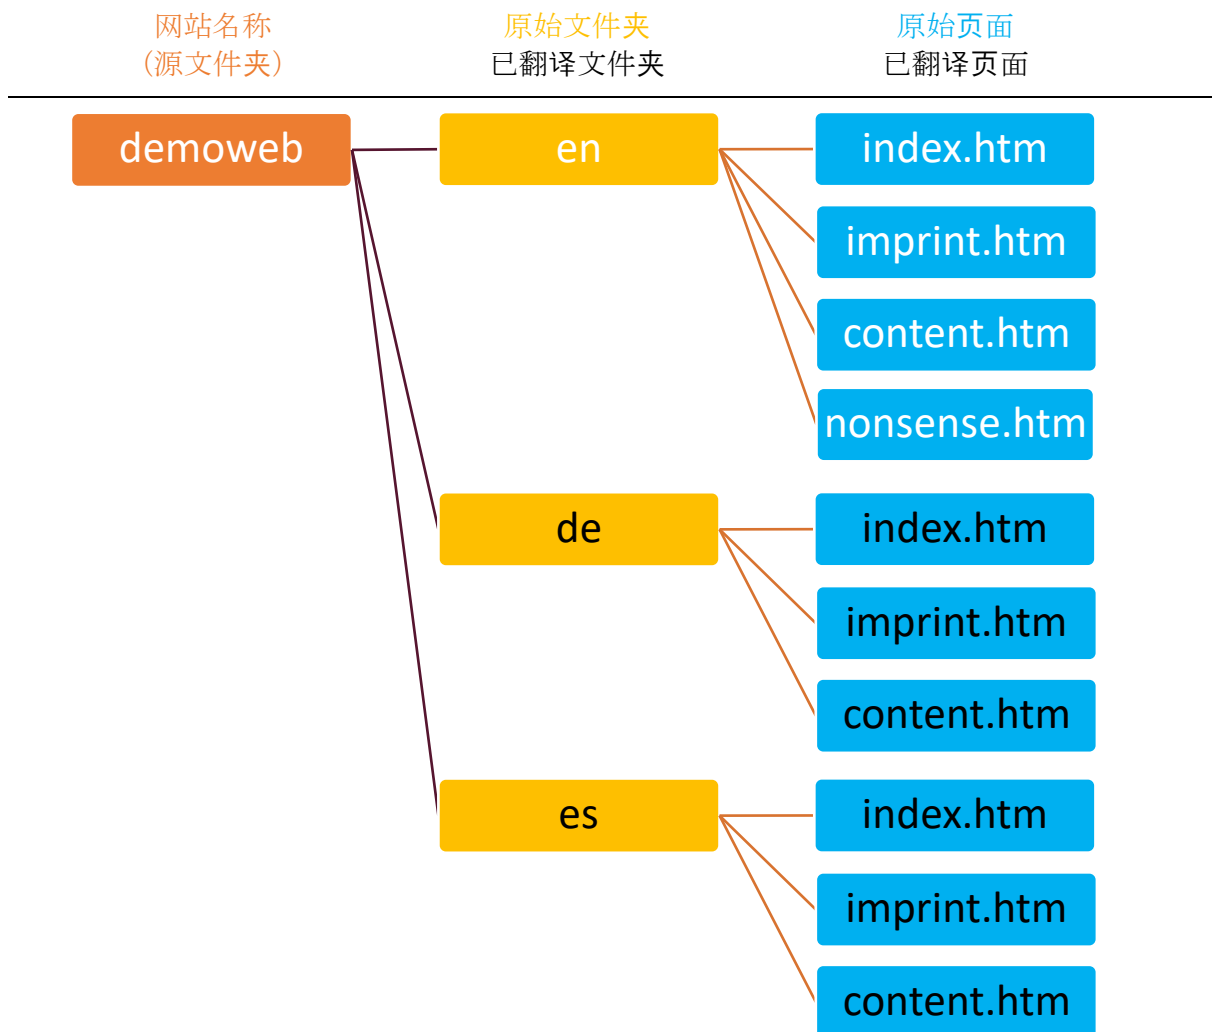 网站名称
（源文件夹）
原始文件夹
已翻译文件夹
原始页面
已翻译页面
demoweb
en
index.htm
imprint.htm
content.htm
nonsense.htm
de
index.htm
imprint.htm
content.htm
es
index.htm
imprint.htm
content.htm